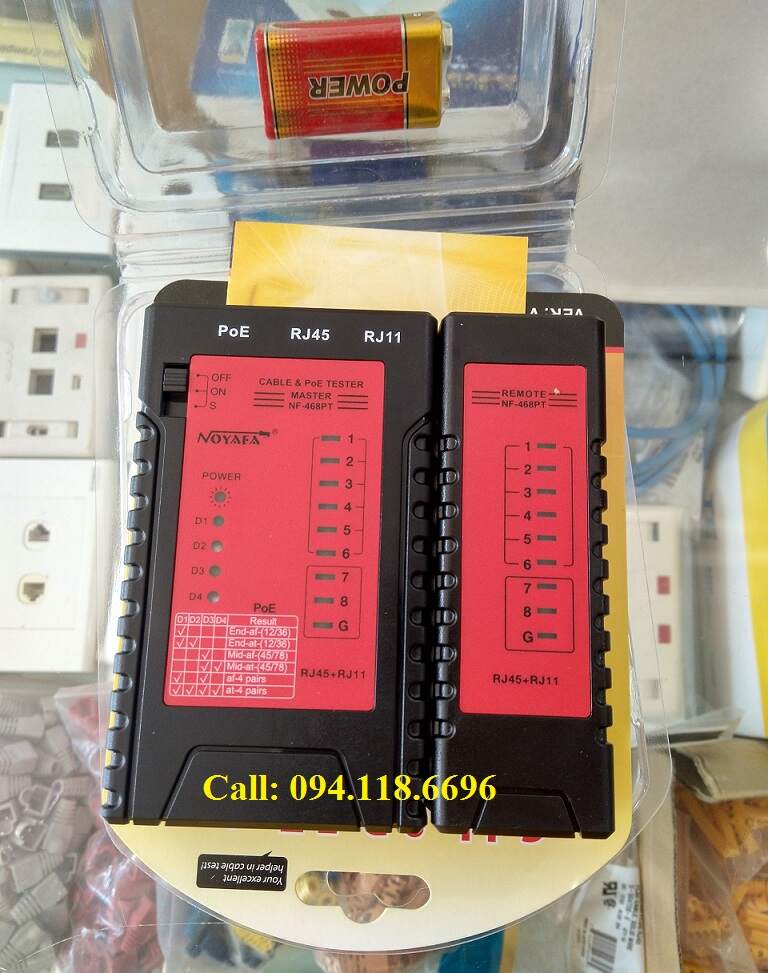 POWER
VER: V
PoE RJ45 RJ11
OFF
ON
S
CABLE & PoE TESTER
MASTER
NF-468PT
NOYAFA®
POWER
D1
D2
D3
D4
1
2
3
4
5
6
7
8
G
PoE
D1 D2 D3 D4 Result
√ End-af-(12/36)
√ √ End-at-(12/36)
√ Mid-af-(45/78)
√ √ Mid-at-(45/78)
√ √ af-4 pairs
√ √ √ √ at-4 pairs
RJ45+RJ11
REMOTE
NF-468PT
1
2
3
4
5
6
7
8
G
RJ45+RJ11
Call: 094.118.6696
Your excellent
helper in cable test!